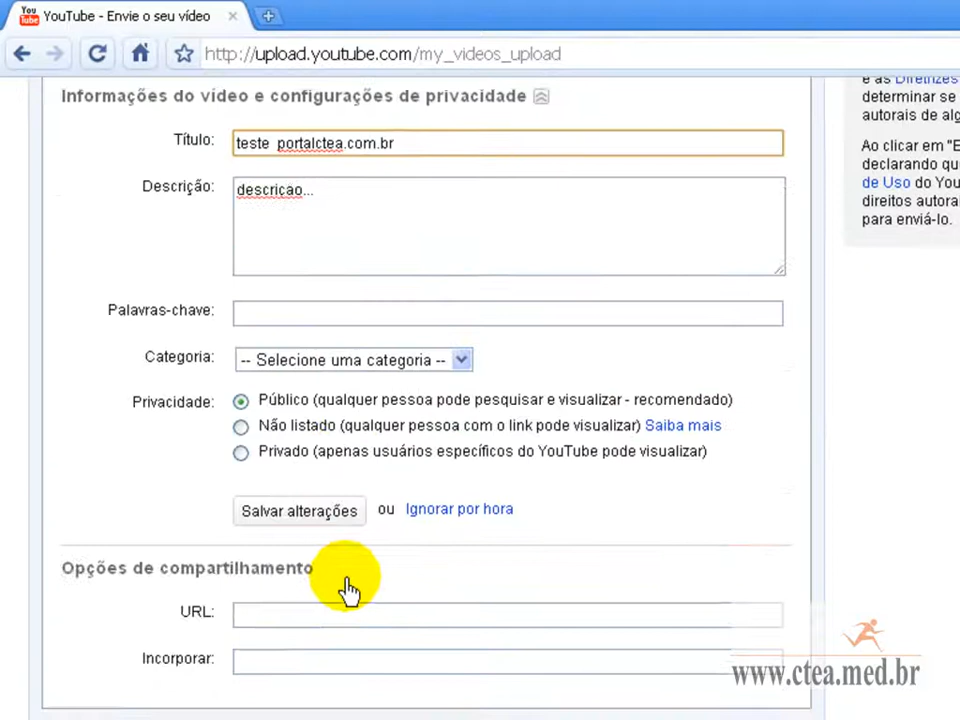 You Tube YouTube - Envie o seu vídeo
http://upload.youtube.com/my_videos_upload
Informações do vídeo e configurações de privacidade
e as Diretrizes
determinar se
autorais de alg
Título: teste portalctea.com.br
Ao clicar em "E
declarando qu
de Uso do You
direitos autora
para enviá-lo.
Descrição: descricao...
Palavras-chave:
Categoria: -- Selecione uma categoria --
Privacidade: Público (qualquer pessoa pode pesquisar e visualizar - recomendado)
Não listado (qualquer pessoa com o link pode visualizar) Saiba mais
Privado (apenas usuários específicos do YouTube pode visualizar)
Salvar alterações ou Ignorar por hora
Opções de compartilhamento
URL:
Incorporar:
www.ctea.med.br